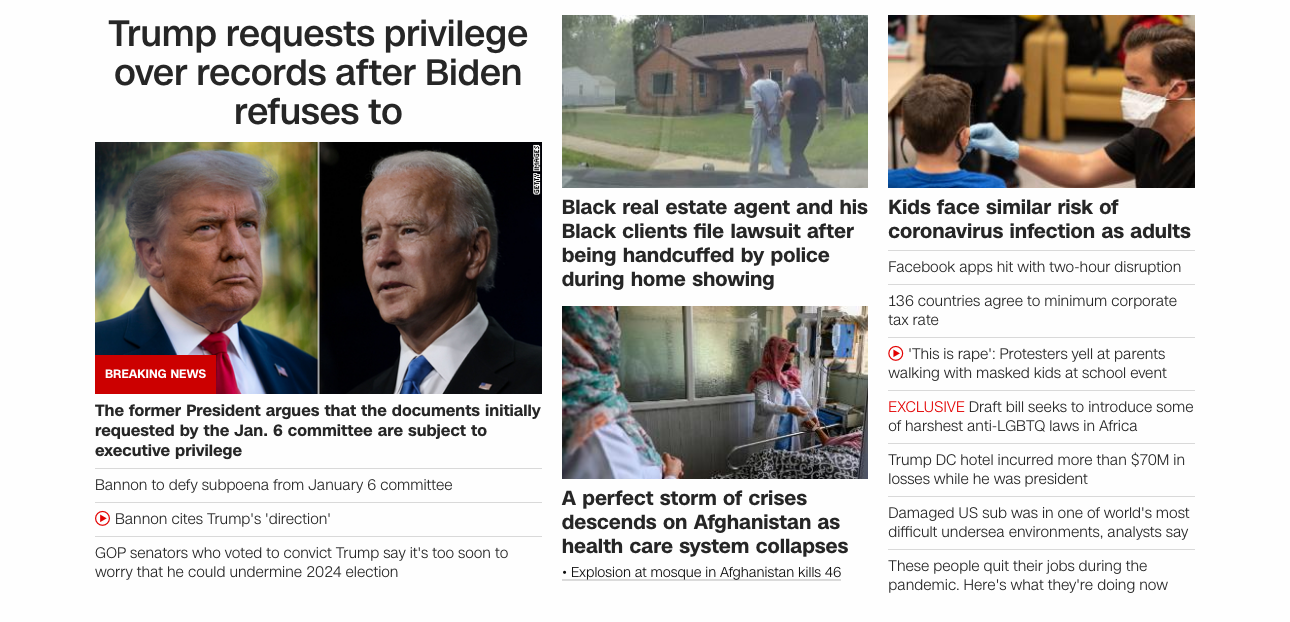 Trump requests privilege
over records after Biden
refuses to
GETTY IMAGES
BREAKING NEWS
The former President argues that the documents initially
requested by the Jan. 6 committee are subject to
executive privilege
Bannon to defy subpoena from January 6 committee
Bannon cites Trump's 'direction'
GOP senators who voted to convict Trump say it's too soon to
worry that he could undermine 2024 election
Black real estate agent and his
Black clients file lawsuit after
being handcuffed by police
during home showing
A perfect storm of crises
descends on Afghanistan as
health care system collapses
• Explosion at mosque in Afghanistan kills 46
Kids face similar risk of
coronavirus infection as adults
Facebook apps hit with two-hour disruption
136 countries agree to minimum corporate
tax rate
'This is rape': Protesters yell at parents
walking with masked kids at school event
EXCLUSIVE Draft bill seeks to introduce some
of harshest anti-LGBTQ laws in Africa
Trump DC hotel incurred more than $70M in
losses while he was president
Damaged US sub was in one of world's most
difficult undersea environments, analysts say
These people quit their jobs during the
pandemic. Here's what they're doing now